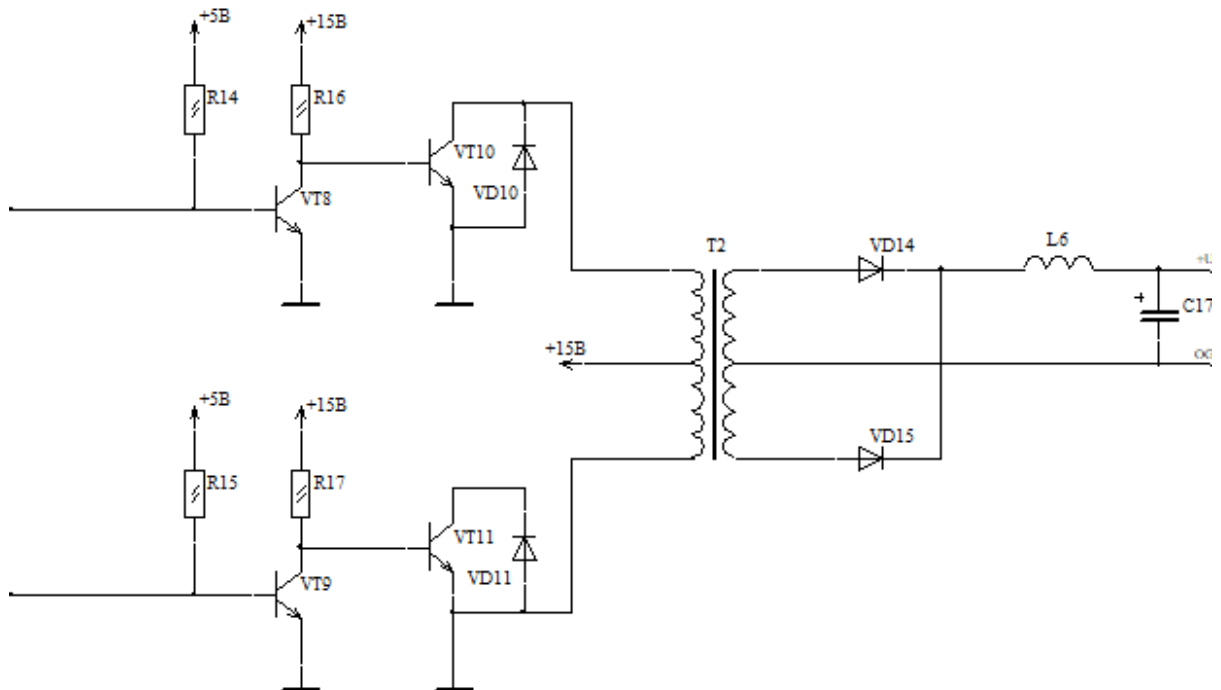 +5В
+15В
R14
R16
VT10
VD10
VT8
T2
VD14
L6
+U
C17
+15В
OG
+5В
+15В
VD15
R15
R17
VT11
VD11
VT9